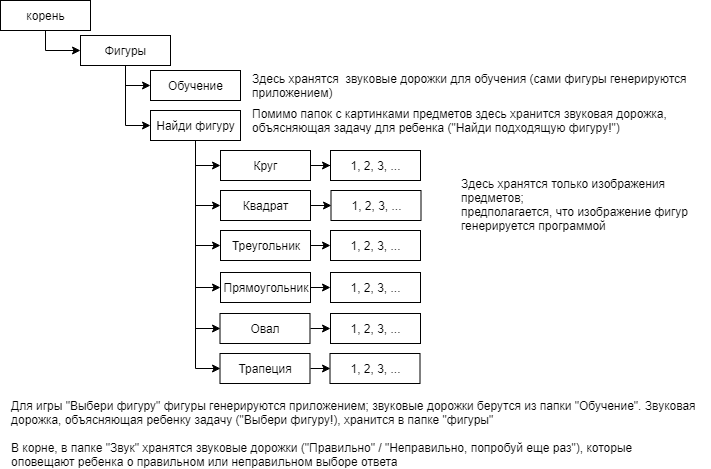 корень
Фигуры
Обучение
Здесь хранятся звуковые дорожки для обучения (сами фигуры генерируются
приложением)
Найди фигуру
Помимо папок с картинками предметов здесь хранится звуковая дорожка,
объясняющая задачу для ребенка ("Найди подходящую фигуру!")
Круг
1, 2, 3, ...
Здесь хранятся только изображения
предметов;
предполагается, что изображение фигур
генерируется программой
Квадрат
1, 2, 3, ...
Треугольник
1, 2, 3, ...
Прямоугольник
1, 2, 3, ...
Овал
1, 2, 3, ...
Трапеция
1, 2, 3, ...
Для игры "Выбери фигуру" фигуры генерируются приложением; звуковые дорожки берутся из папки "Обучение". Звуковая
дорожка, объясняющая ребенку задачу ("Выбери фигуру!), хранится в папке "фигуры"
В корне, в папке "Звук" хранятся звуковые дорожки ("Правильно" / "Неправильно, попробуй еще раз"), которые
оповещают ребенка о правильном или неправильном выборе ответа